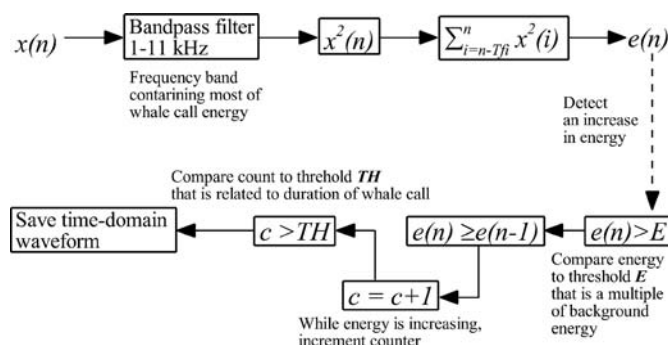 x(n)
Bandpass filter
1-11 kHz
x²(n)
∑ⁿᵢ₌ₙ₋Tfi x²(i)
e(n)
Frequency band
contarining most of
whale call energy
Detect
an increase
in energy
Compare count to threhold TH
that is related to duration of whale call
Save time-domain
waveform
c >TH
e(n) ≥e(n-1)
e(n)>E
Compare energy
to threshold E
that is a multiple
of background
energy
c = c+1
While energy is increasing,
increment counter